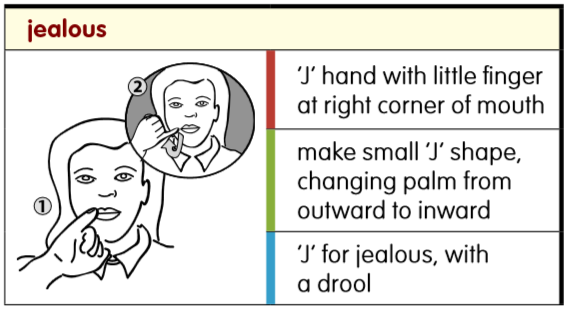 jealous
2
1
'J' hand with little finger
at right corner of mouth
make small 'J' shape,
changing palm from
outward to inward
'J' for jealous, with
a drool